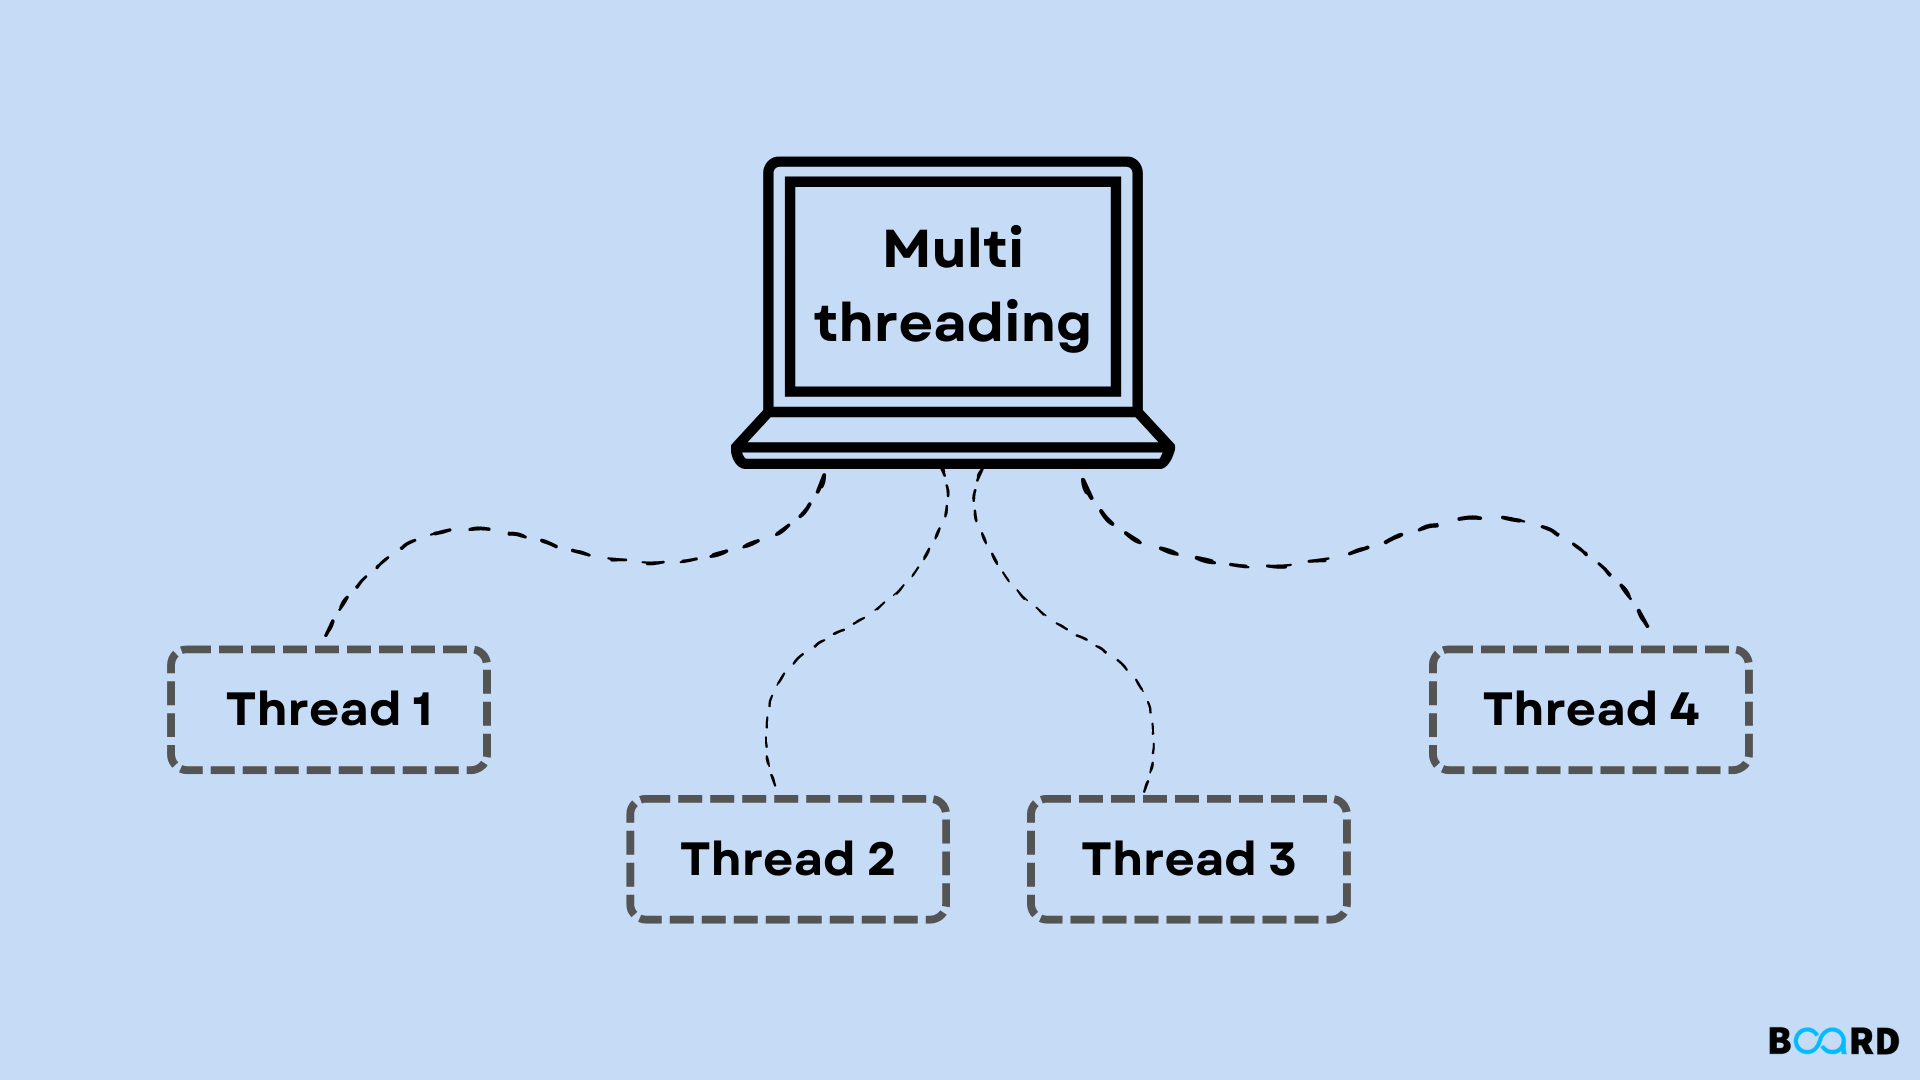 Multi
threading
Thread 1
Thread 4
Thread 2
Thread 3
BOARD